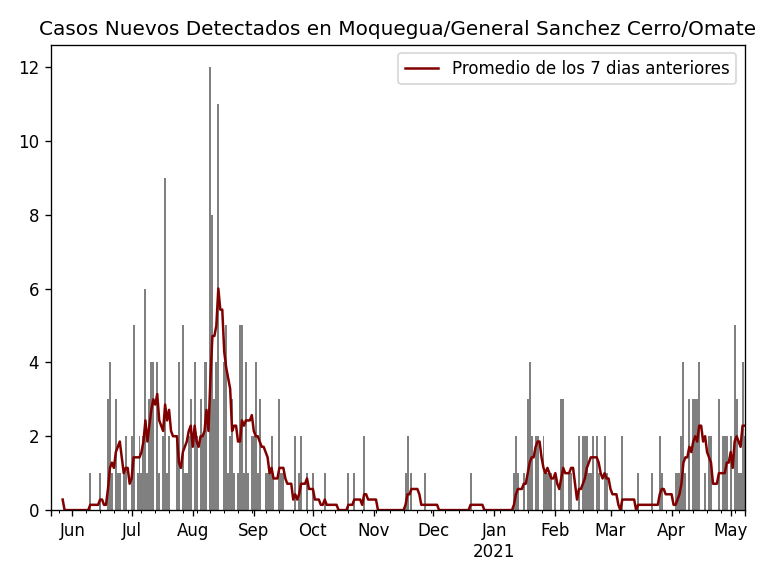 Casos Nuevos Detectados en Moquegua/General Sanchez Cerro/Omate
Promedio de los 7 dias anteriores
12
10
8
6
4
2
0
Jun Jul Aug Sep Oct Nov Dec Jan Feb Mar Apr May
2021